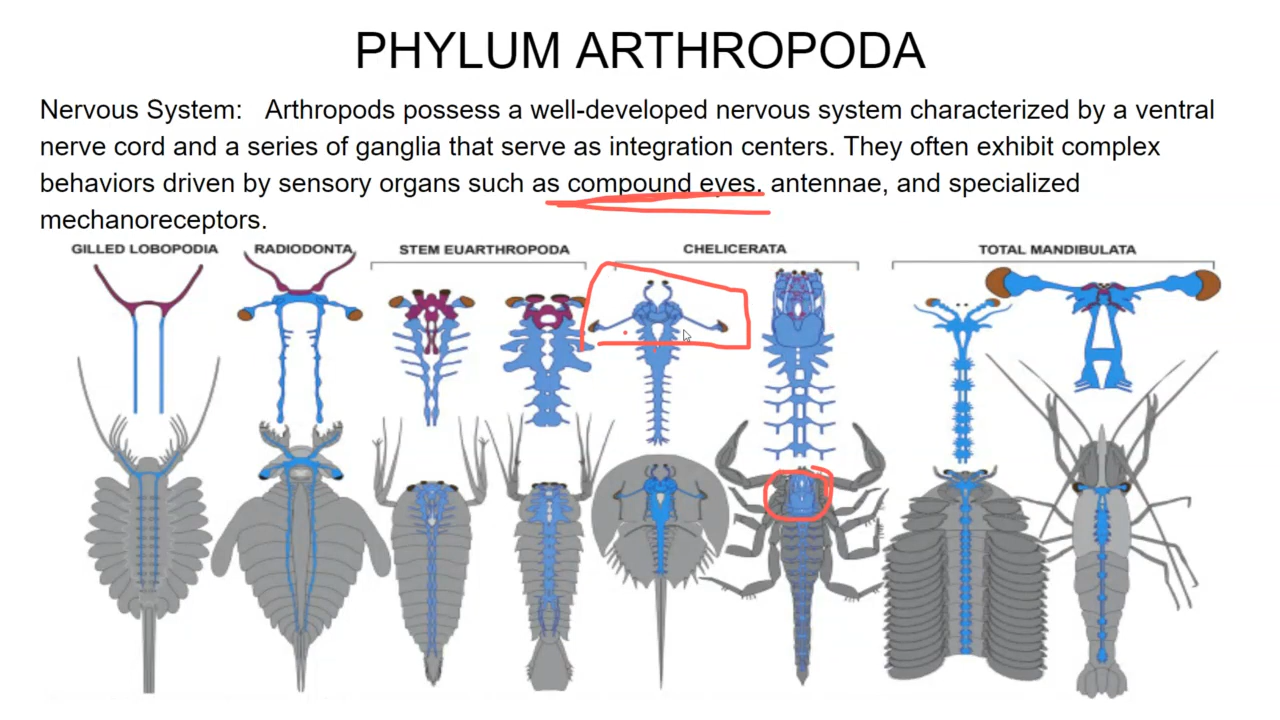 PHYLUM ARTHROPODA
Nervous System: Arthropods possess a well-developed nervous system characterized by a ventral
nerve cord and a series of ganglia that serve as integration centers. They often exhibit complex
behaviors driven by sensory organs such as compound eyes, antennae, and specialized
mechanoreceptors.
GILLED LOBOPODIA RADIODONTA STEM EUARTHROPODA CHELICERATA TOTAL MANDIBULATA